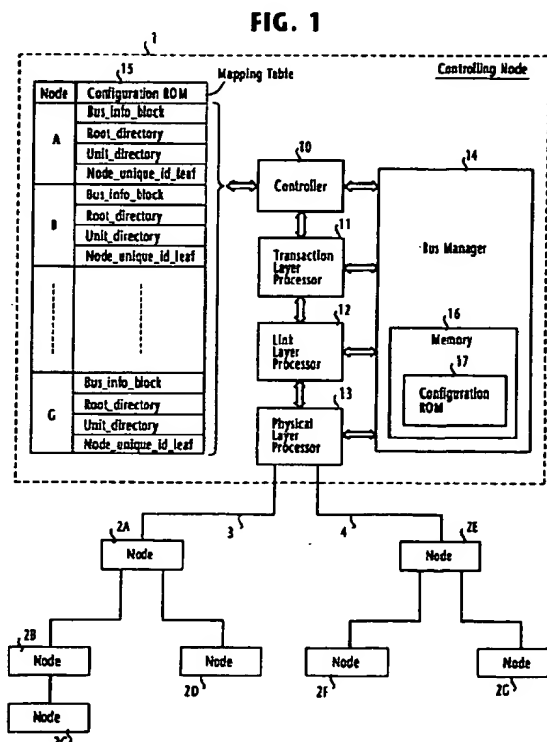 FIG. 1
1
15
Mapping Table
Controlling Node
Node Configuration ROM
A
Bus_info_block
Root_directory
Unit_directory
Node_unique_id_leaf
B
Bus_info_block
Root_directory
Unit_directory
Node_unique_id_leaf
G
Bus_info_block
Root_directory
Unit_directory
Node_unique_id_leaf
10
Controller
11
Transaction
Layer
Processor
12
Link
Layer
Processor
13
Physical
Layer
Processor
14
Bus Manager
16
Memory
17
Configuration
ROM
3
4
2A
Node
2E
Node
2B
Node
Node
2D
Node
2F
Node
2G
Node
2C